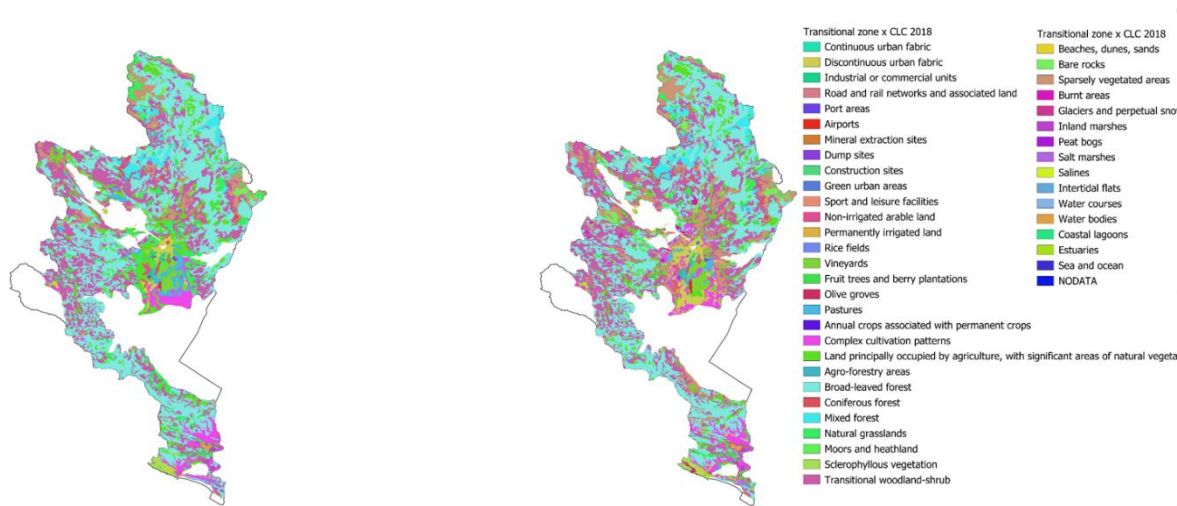 Transitional zone x CLC 2018
Continuous urban fabric
Discontinuous urban fabric
Industrial or commercial units
Road and rail networks and associated land
Port areas
Airports
Mineral extraction sites
Dump sites
Construction sites
Green urban areas
Sport and leisure facilities
Non-irrigated arable land
Permanently irrigated land
Rice fields
Vineyards
Fruit trees and berry plantations
Olive groves
Pastures
Annual crops associated with permanent crops
Complex cultivation patterns
Land principally occupied by agriculture, with significant areas of natural vegeta
Agro-forestry areas
Broad-leaved forest
Coniferous forest
Mixed forest
Natural grasslands
Moors and heathland
Sclerophyllous vegetation
Transitional woodland-shrub
Transitional zone x CLC 2018
Beaches, dunes, sands
Bare rocks
Sparsely vegetated areas
Burnt areas
Glaciers and perpetual sno
Inland marshes
Peat bogs
Salt marshes
Salines
Intertidal flats
Water courses
Water bodies
Coastal lagoons
Estuaries
Sea and ocean
NODATA